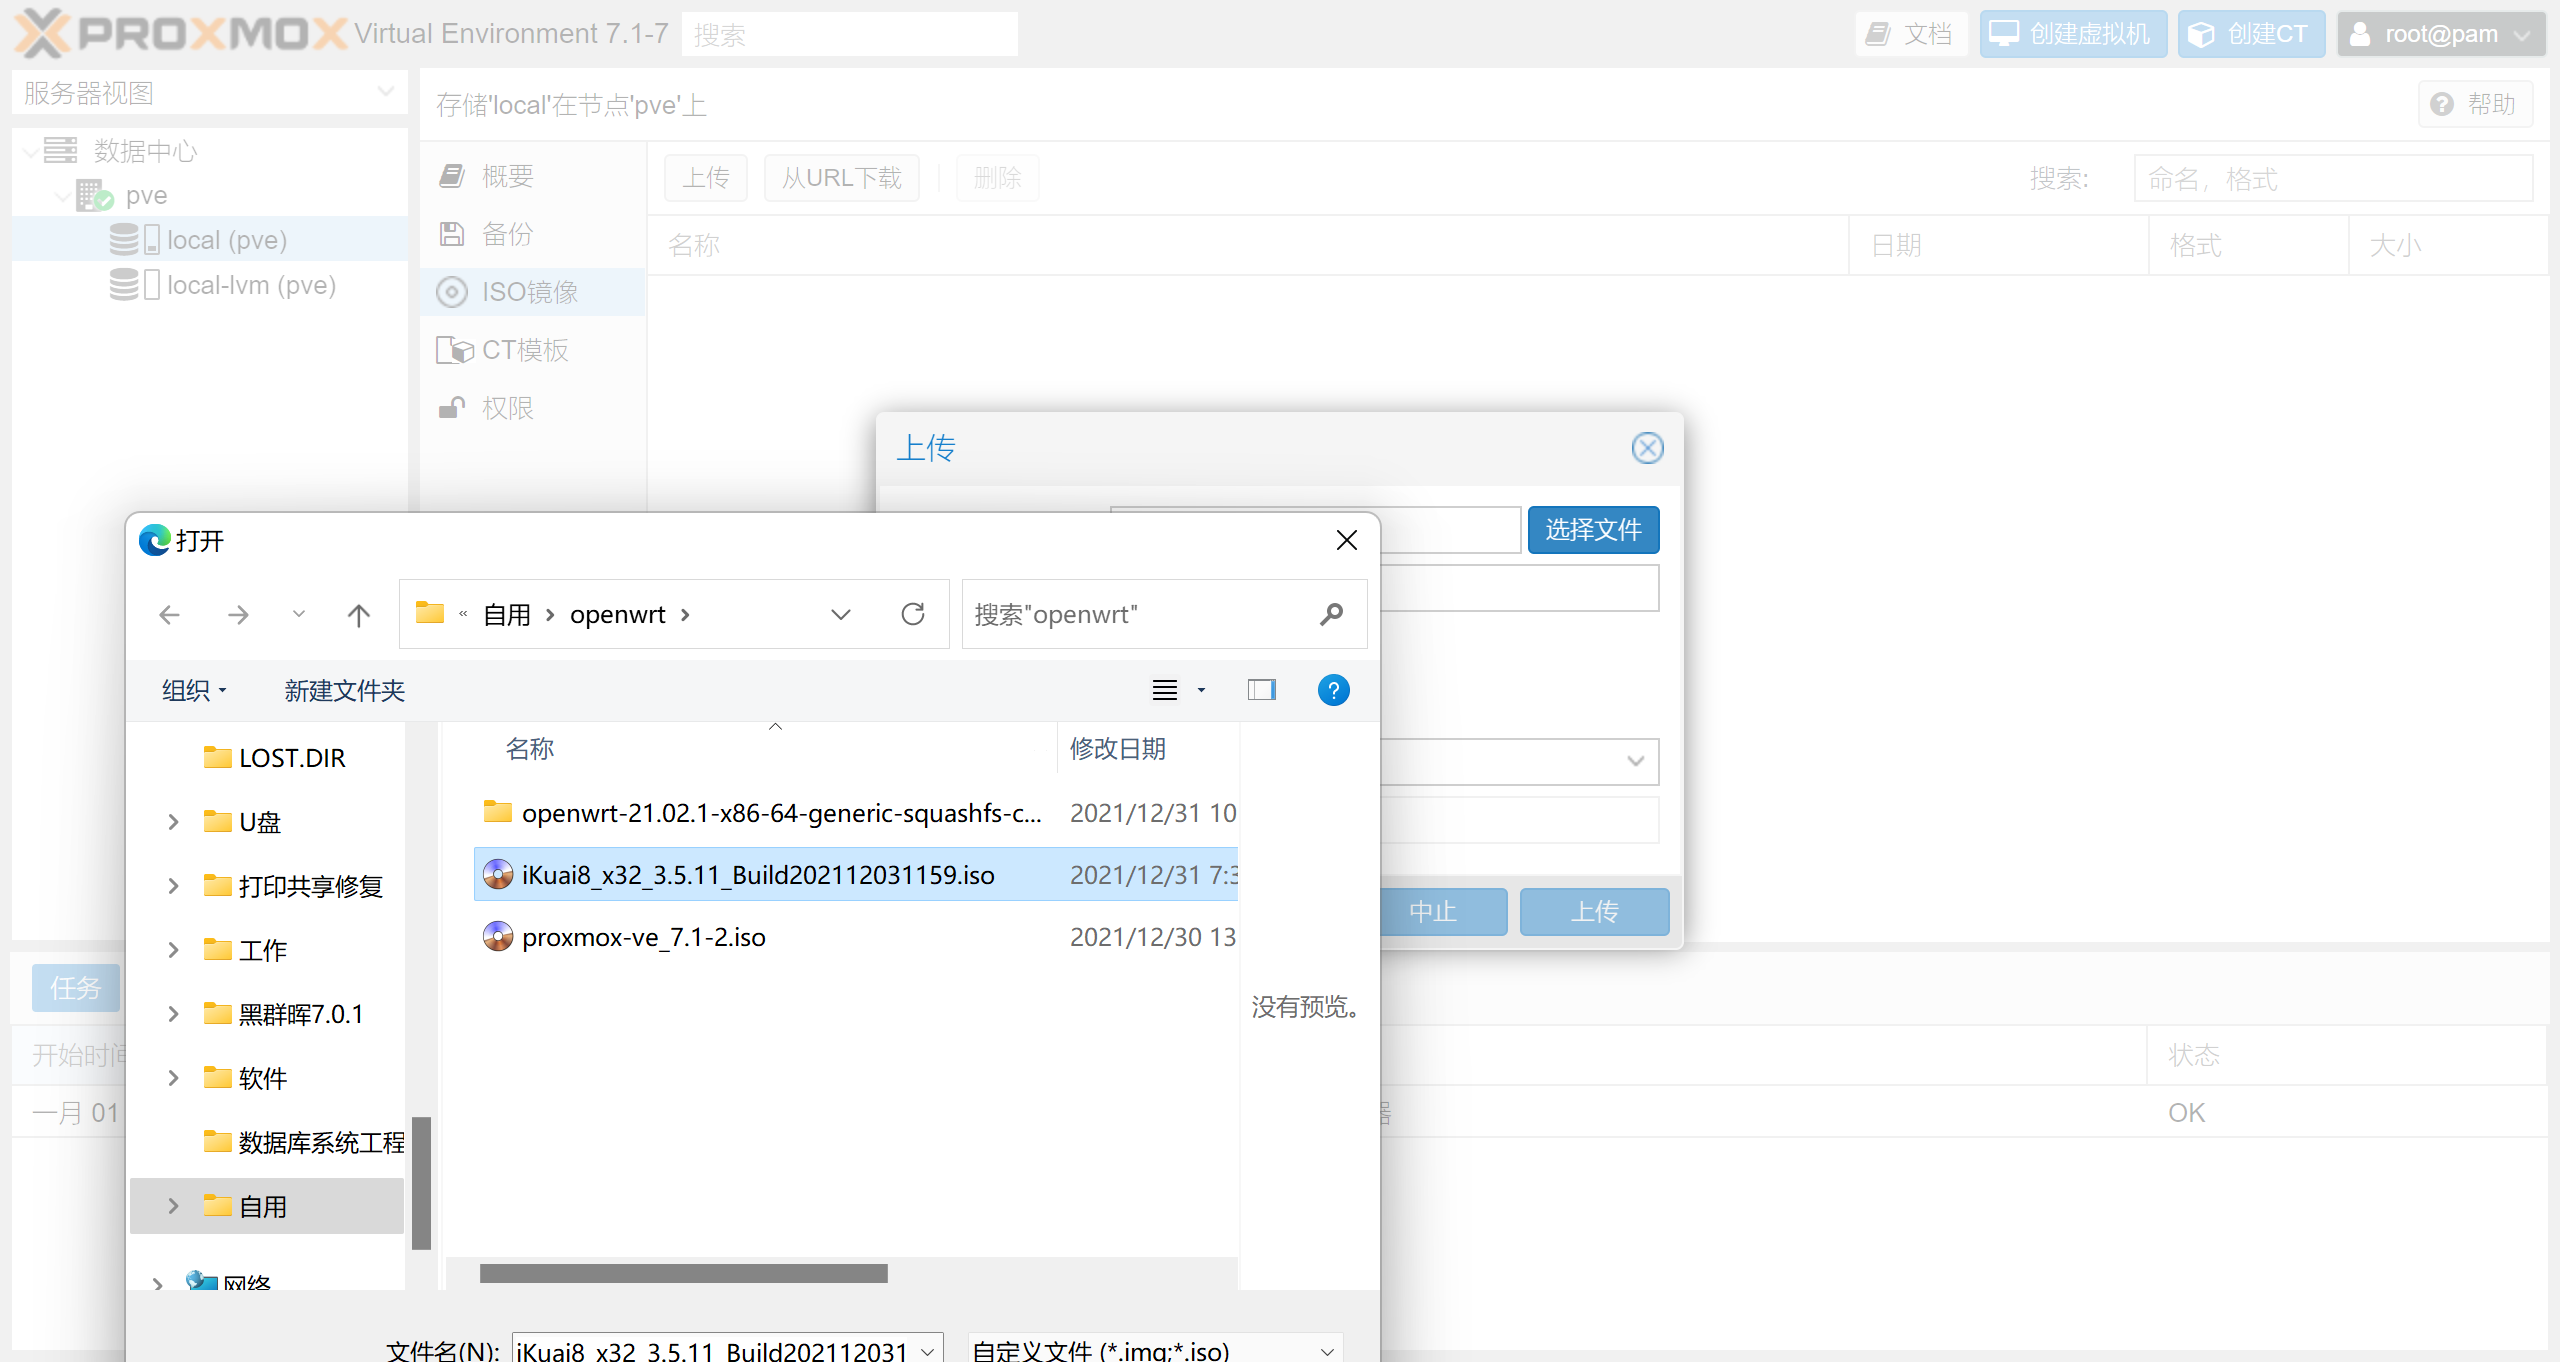 PROXMOX Virtual Environment 7.1-7 搜索 文档 创建虚拟机 创建CT root@pam
服务器视图
存储'local'在节点'pve'上 帮助
数据中心
pve
local (pve)
local-lvm (pve)
概要
备份
ISO镜像
CT模板
权限
上传 从URL下载 删除 搜索: 命名, 格式
名称 日期 格式 大小
上传
选择文件
中止 上传
打开
« 自用 › openwrt › 搜索"openwrt"
组织 新建文件夹
LOST.DIR
U盘
打印共享修复
工作
黑群晖7.0.1
软件
数据库系统工程
自用
网络
名称 修改日期
openwrt-21.02.1-x86-64-generic-squashfs-c... 2021/12/31 10
iKuai8_x32_3.5.11_Build202112031159.iso 2021/12/31 7:3
proxmox-ve_7.1-2.iso 2021/12/30 13
没有预览。
文件名(N): iKuai8_x32_3.5.11_Build202112031 自定义文件 (*.img;*.iso)
任务
开始时间 状态
一月 01 器 OK